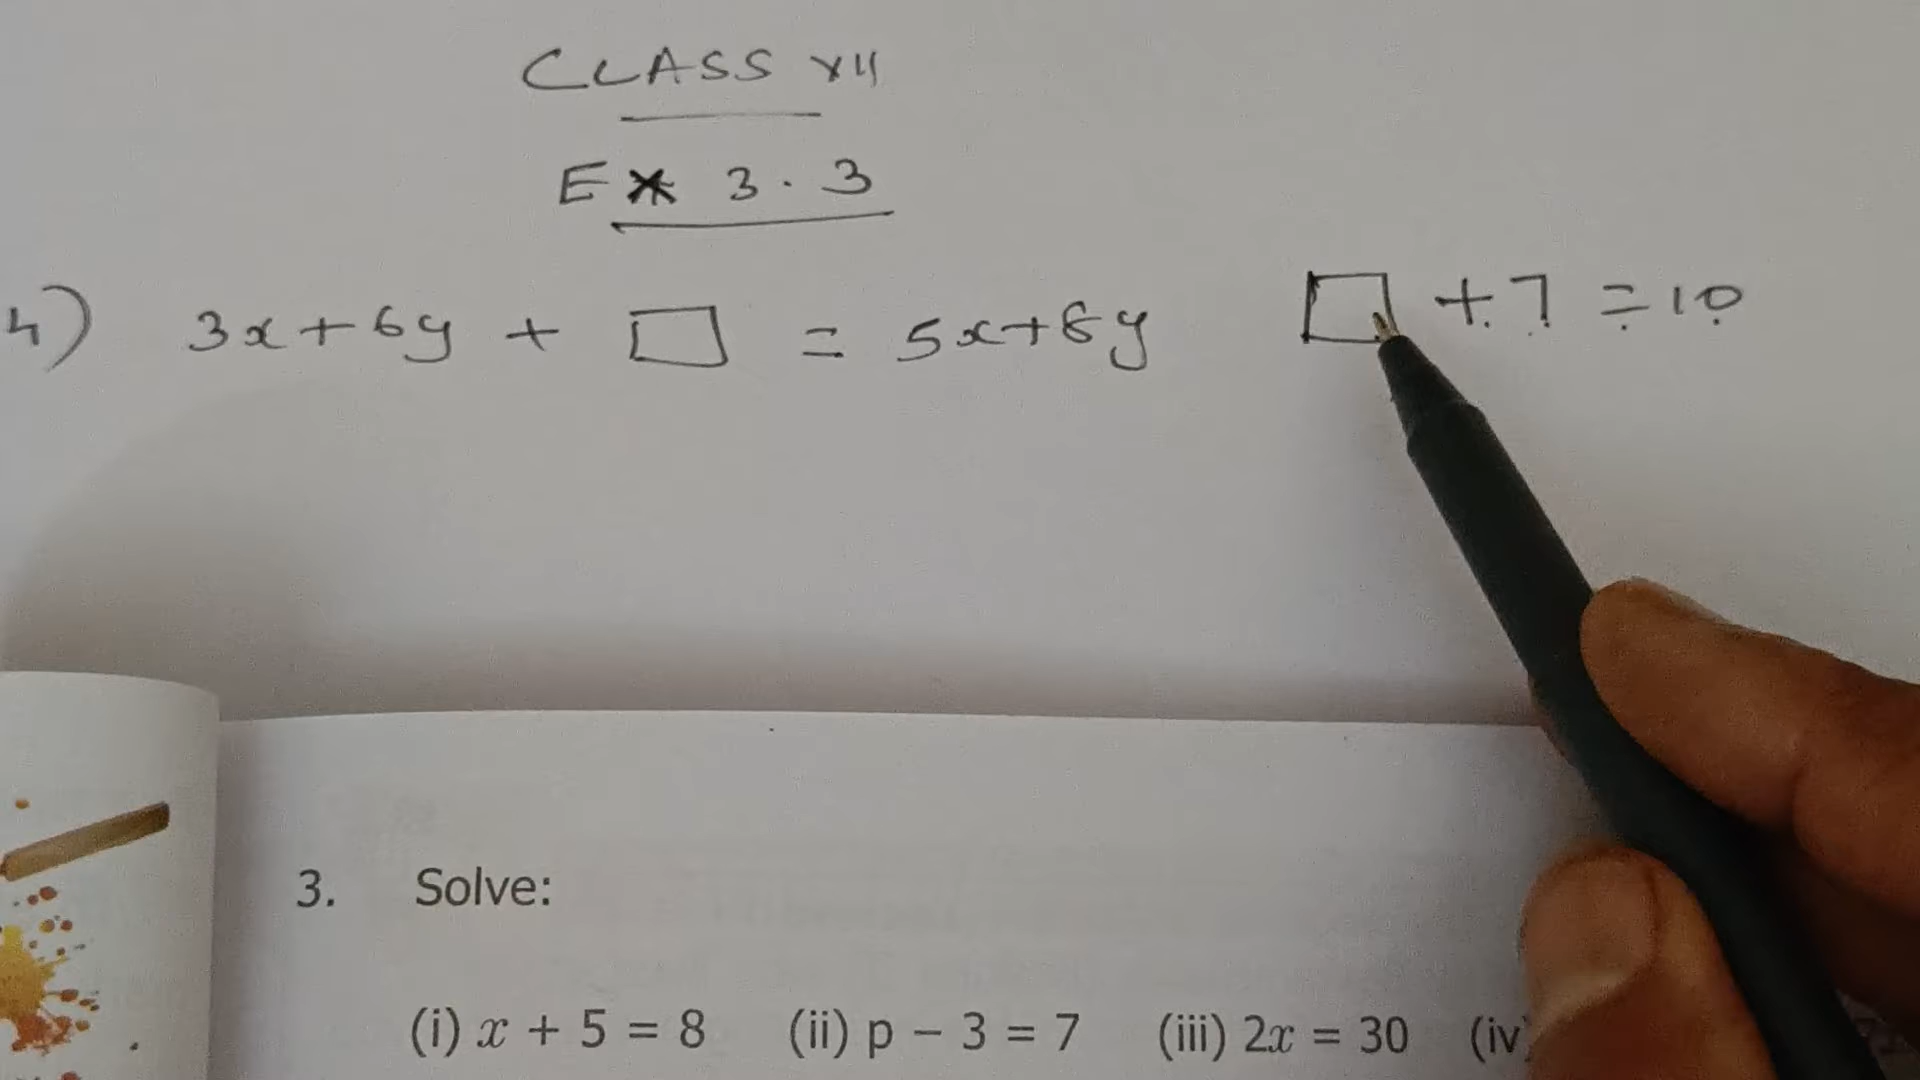 CLASS VII
Ex 3.3
4) 3x + 6y + □ = 5x + 8y □ + 7 = 10
3. Solve:
(i) x + 5 = 8 (ii) p − 3 = 7 (iii) 2x = 30 (iv)